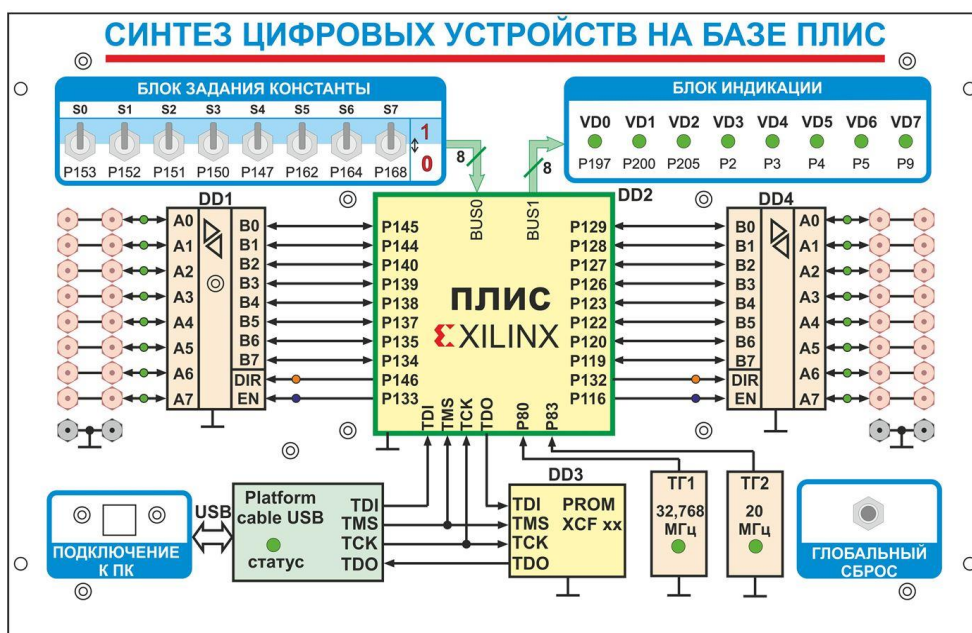 СИНТЕЗ ЦИФРОВЫХ УСТРОЙСТВ НА БАЗЕ ПЛИС
БЛОК ЗАДАНИЯ КОНСТАНТЫ
S0 S1 S2 S3 S4 S5 S6 S7
1
0
P153 P152 P151 P150 P147 P162 P164 P168
8
БЛОК ИНДИКАЦИИ
VD0 VD1 VD2 VD3 VD4 VD5 VD6 VD7
P197 P200 P205 P2 P3 P4 P5 P9
8
DD1
A0
A1
A2
A3
A4
A5
A6
A7
B0
B1
B2
B3
B4
B5
B6
B7
DIR
EN
DD2
BUS0
BUS1
P145
P144
P140
P139
P138
P137
P135
P134
P146
P133
ПЛИС
XILINX
P129
P128
P127
P126
P123
P122
P120
P119
P132
P116
TDI
TMS
TCK
TDO
P80
P83
DD4
B0
B1
B2
B3
B4
B5
B6
B7
DIR
EN
A0
A1
A2
A3
A4
A5
A6
A7
ПОДКЛЮЧЕНИЕ
К ПК
USB
Platform
cable USB
статус
TDI
TMS
TCK
TDO
DD3
TDI
TMS
TCK
TDO
PROM
XCF xx
ТГ1
32,768
МГц
ТГ2
20
МГц
ГЛОБАЛЬНЫЙ
СБРОС